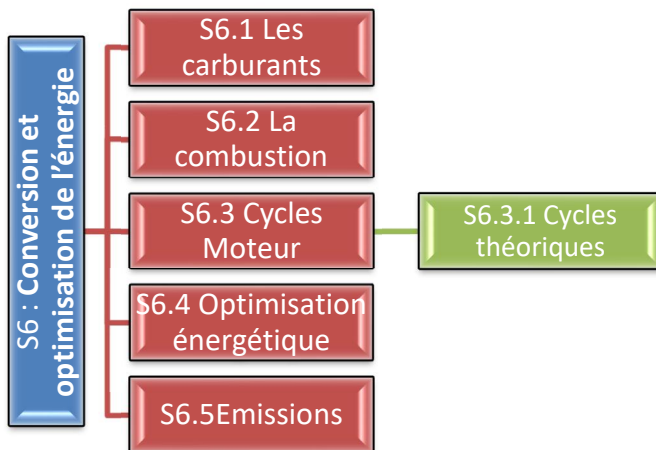 S6 : Conversion et
optimisation de l'énergie
S6.1 Les
carburants
S6.2 La
combustion
S6.3 Cycles
Moteur
S6.3.1 Cycles
théoriques
S6.4 Optimisation
énergétique
S6.5Emissions